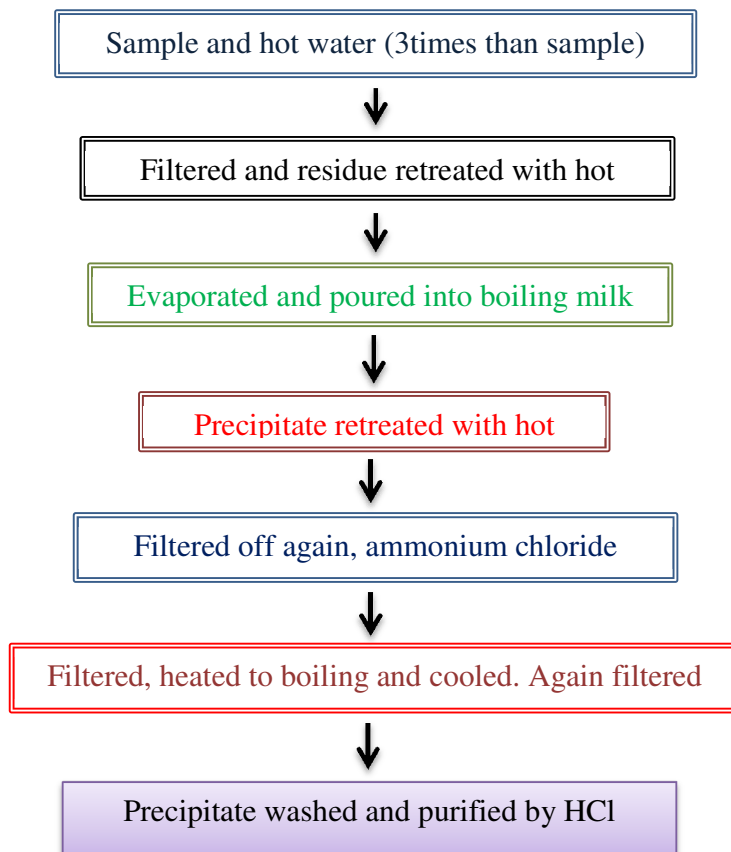 Sample and hot water (3times than sample)
Filtered and residue retreated with hot
Evaporated and poured into boiling milk
Precipitate retreated with hot
Filtered off again, ammonium chloride
Filtered, heated to boiling and cooled. Again filtered
Precipitate washed and purified by HCl